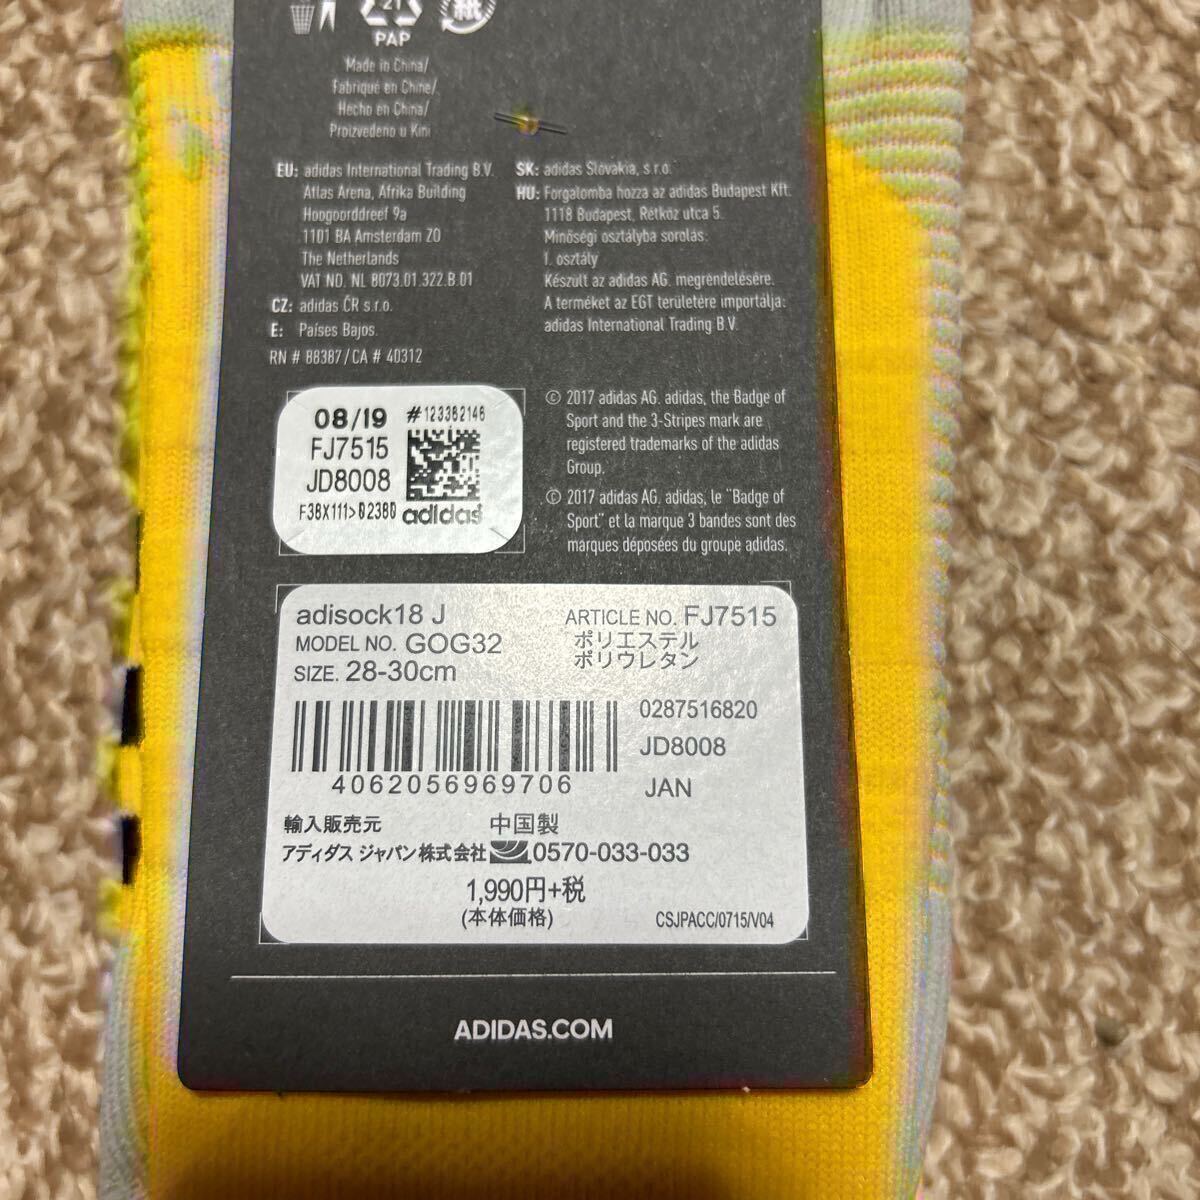 21
紙
PAP
Made in China/
Fabriqué en Chine/
Hecho en China/
Proizvedeno u Kini
EU: adidas International Trading B.V.
Atlas Arena, Afrika Building
Hoogoorddreef 9a
1101 BA Amsterdam ZO
The Netherlands
VAT NO. NL 8073.01.322.B.01
CZ: adidas ČR s.r.o.
E: Países Bajos.
RN # 88387 / CA # 40312
SK: adidas Slovakia, s.r.o.
HU: Forgalomba hozza az adidas Budapest Kft.
1118 Budapest, Rétköz utca 5.
Minőségi osztályba sorolás:
I. osztály
Készült az adidas AG. megrendelésére.
A terméket az EGT területére importálja:
adidas International Trading B.V.
08/19 #123382146
FJ7515
JD8008
F38X111>02380 adidas
© 2017 adidas AG. adidas, the Badge of
Sport and the 3-Stripes mark are
registered trademarks of the adidas
Group.
© 2017 adidas AG. adidas, le "Badge of
Sport" et la marque 3 bandes sont des
marques déposées du groupe adidas.
adisock18 J ARTICLE NO. FJ7515
MODEL NO. GOG32 ポリエステル
SIZE. 28-30cm ポリウレタン
0287516820
JD8008
4062056969706 JAN
輸入販売元 中国製
アディダス ジャパン株式会社 0570-033-033
1,990円+税
(本体価格) CSJPACC/0715/V04
ADIDAS.COM